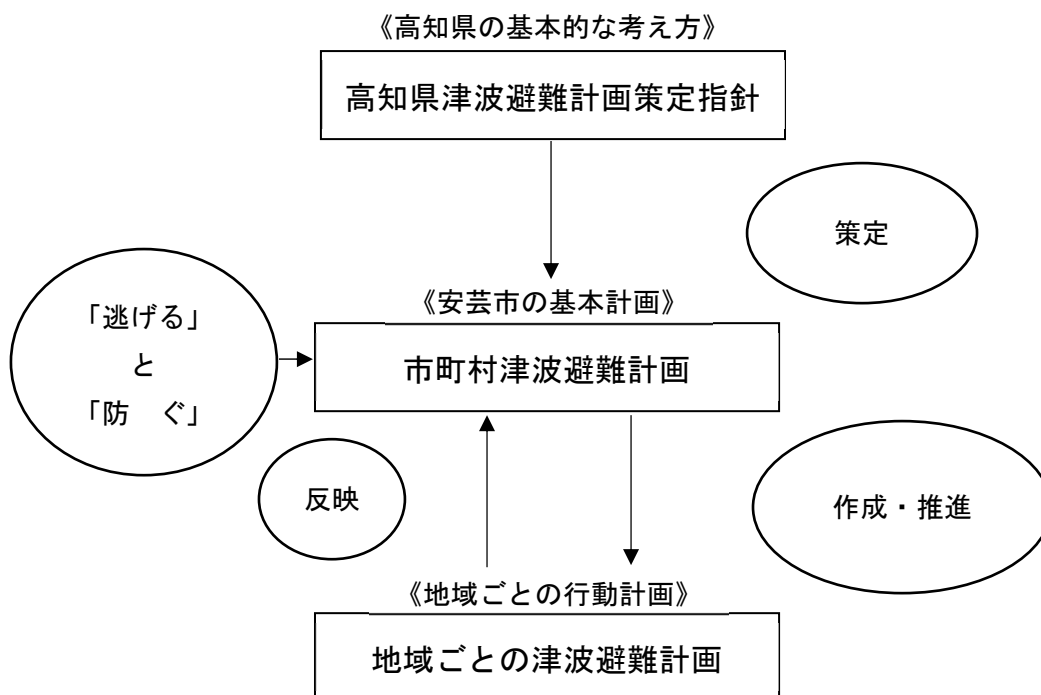 《高知県の基本的な考え方》
高知県津波避難計画策定指針
策定
《安芸市の基本計画》
「逃げる」
と
「防　ぐ」
市町村津波避難計画
反映
作成・推進
《地域ごとの行動計画》
地域ごとの津波避難計画